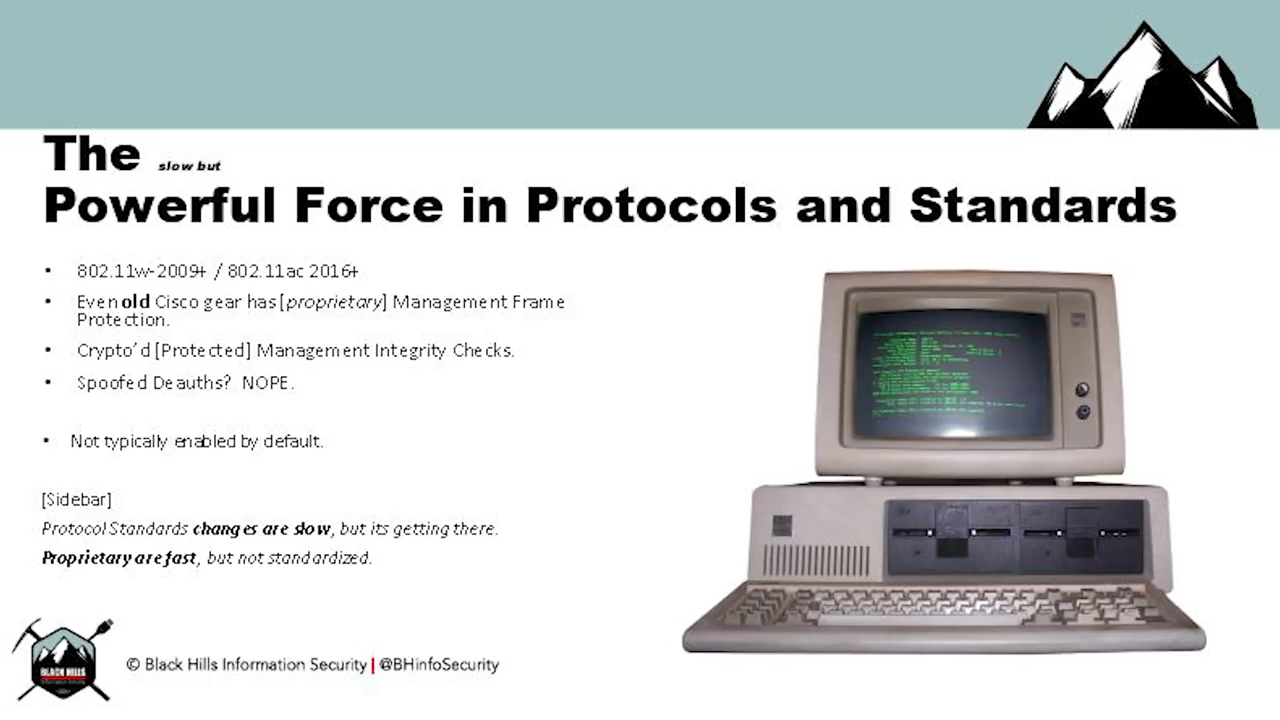 The slow but
Powerful Force in Protocols and Standards
• 802.11w-2009+ / 802.11ac 2016+
• Even old Cisco gear has [proprietary] Management Frame
Protection.
• Crypto'd [Protected] Management Integrity Checks.
• Spoofed Deauths? NOPE.
• Not typically enabled by default.
[Sidebar]
Protocol Standards changes are slow, but its getting there.
Proprietary are fast, but not standardized.
BLACK HILLS
© Black Hills Information Security | @BHinfoSecurity